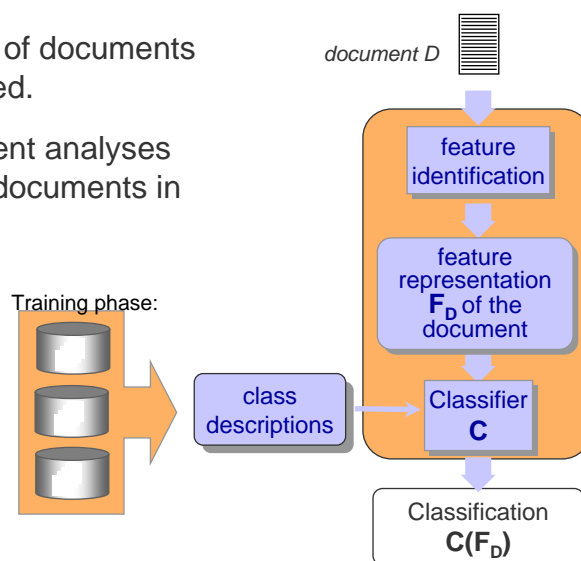 of documents
ed.
ent analyses
documents in
document D
feature
identification
feature
representation
F_D of the
document
Training phase:
class
descriptions
Classifier
C
Classification
C(F_D)